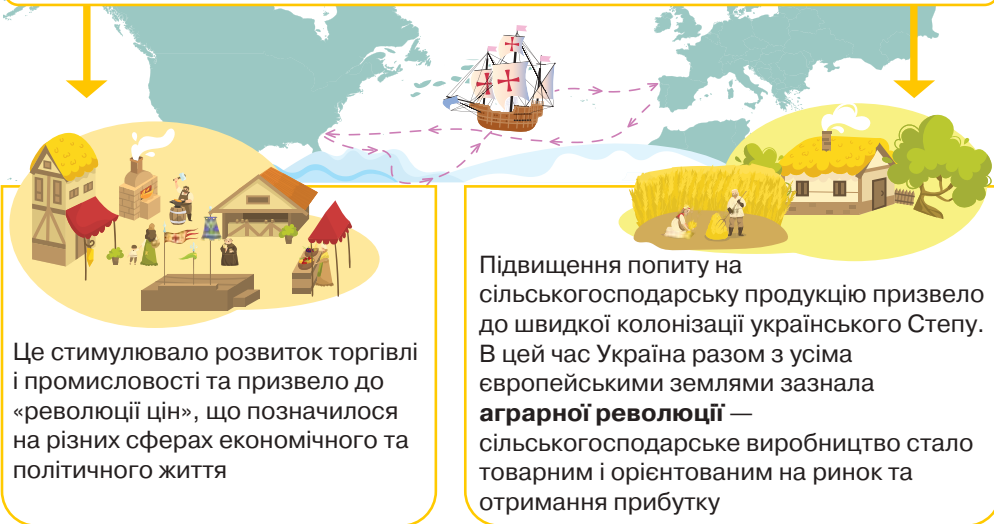 Це стимулювало розвиток торгівлі
і промисловості та призвело до
«революції цін», що позначилося
на різних сферах економічного та
політичного життя
Підвищення попиту на
сільськогосподарську продукцію призвело
до швидкої колонізації українського Степу.
В цей час Україна разом з усіма
європейськими землями зазнала
аграрної революції —
сільськогосподарське виробництво стало
товарним і орієнтованим на ринок та
отримання прибутку